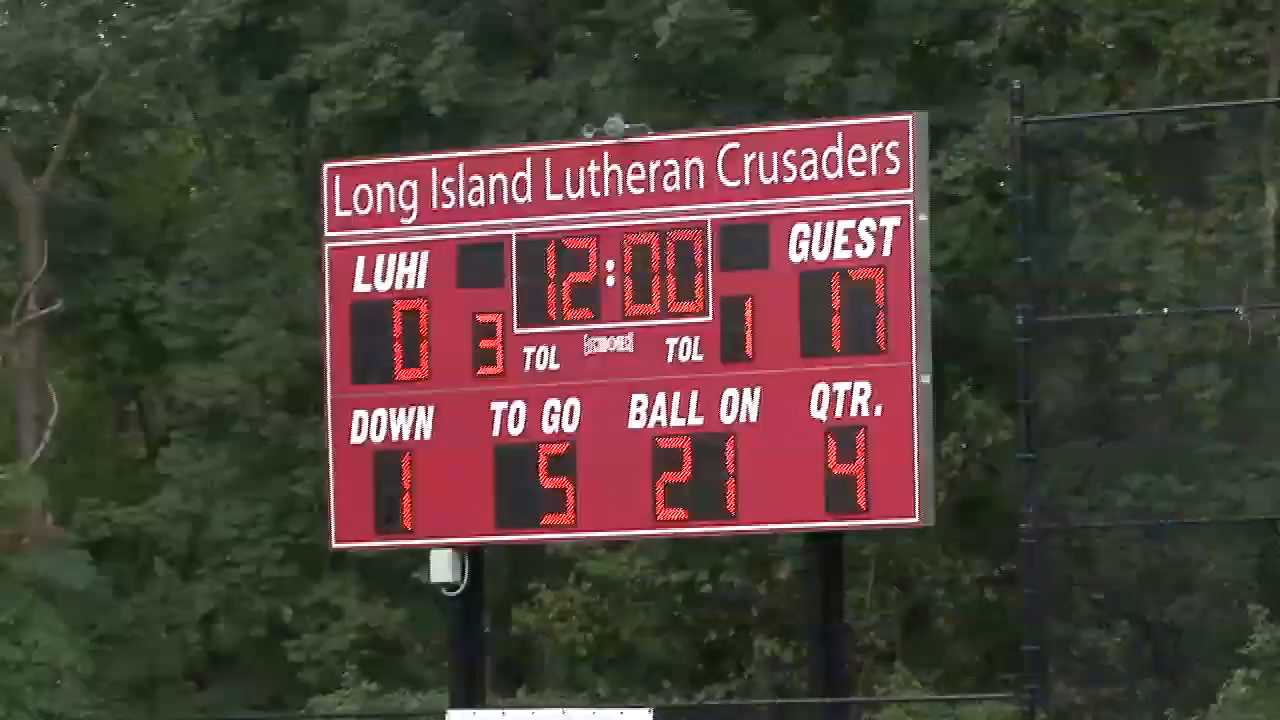 Long Island Lutheran Crusaders
LUHI 12:00 GUEST
0 3 TOL TOL 1 17
DOWN TO GO BALL ON QTR.
1 5 21 4